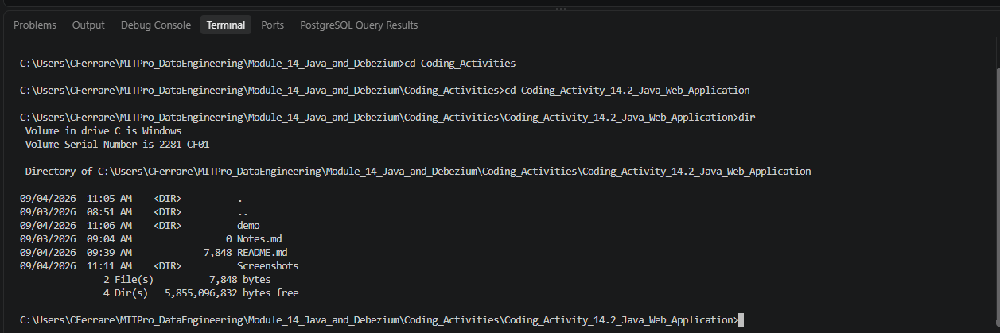 Problems Output Debug Console Terminal Ports PostgreSQL Query Results
C:\Users\CFerrare\MITPro_DataEngineering\Module_14_Java_and_Debezium>cd Coding_Activities
C:\Users\CFerrare\MITPro_DataEngineering\Module_14_Java_and_Debezium\Coding_Activities>cd Coding_Activity_14.2_Java_Web_Application
C:\Users\CFerrare\MITPro_DataEngineering\Module_14_Java_and_Debezium\Coding_Activities\Coding_Activity_14.2_Java_Web_Application>dir
Volume in drive C is Windows
Volume Serial Number is 2281-CF01
Directory of C:\Users\CFerrare\MITPro_DataEngineering\Module_14_Java_and_Debezium\Coding_Activities\Coding_Activity_14.2_Java_Web_Application
09/04/2026  11:05 AM    <DIR>          .
09/03/2026  08:51 AM    <DIR>          ..
09/04/2026  11:06 AM    <DIR>          demo
09/03/2026  09:04 AM                 0 Notes.md
09/04/2026  09:39 AM             7,848 README.md
09/04/2026  11:11 AM    <DIR>          Screenshots
2 File(s)          7,848 bytes
4 Dir(s)   5,855,096,832 bytes free
C:\Users\CFerrare\MITPro_DataEngineering\Module_14_Java_and_Debezium\Coding_Activities\Coding_Activity_14.2_Java_Web_Application>